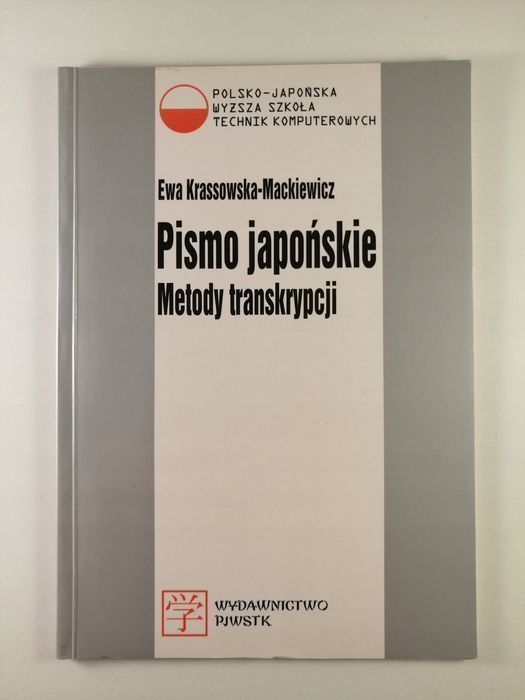 POLSKO-JAPOŃSKA
WYŻSZA SZKOŁA
TECHNIK KOMPUTEROWYCH
Ewa Krassowska-Mackiewicz
Pismo japońskie
Metody transkrypcji
学
WYDAWNICTWO
PJWSTK